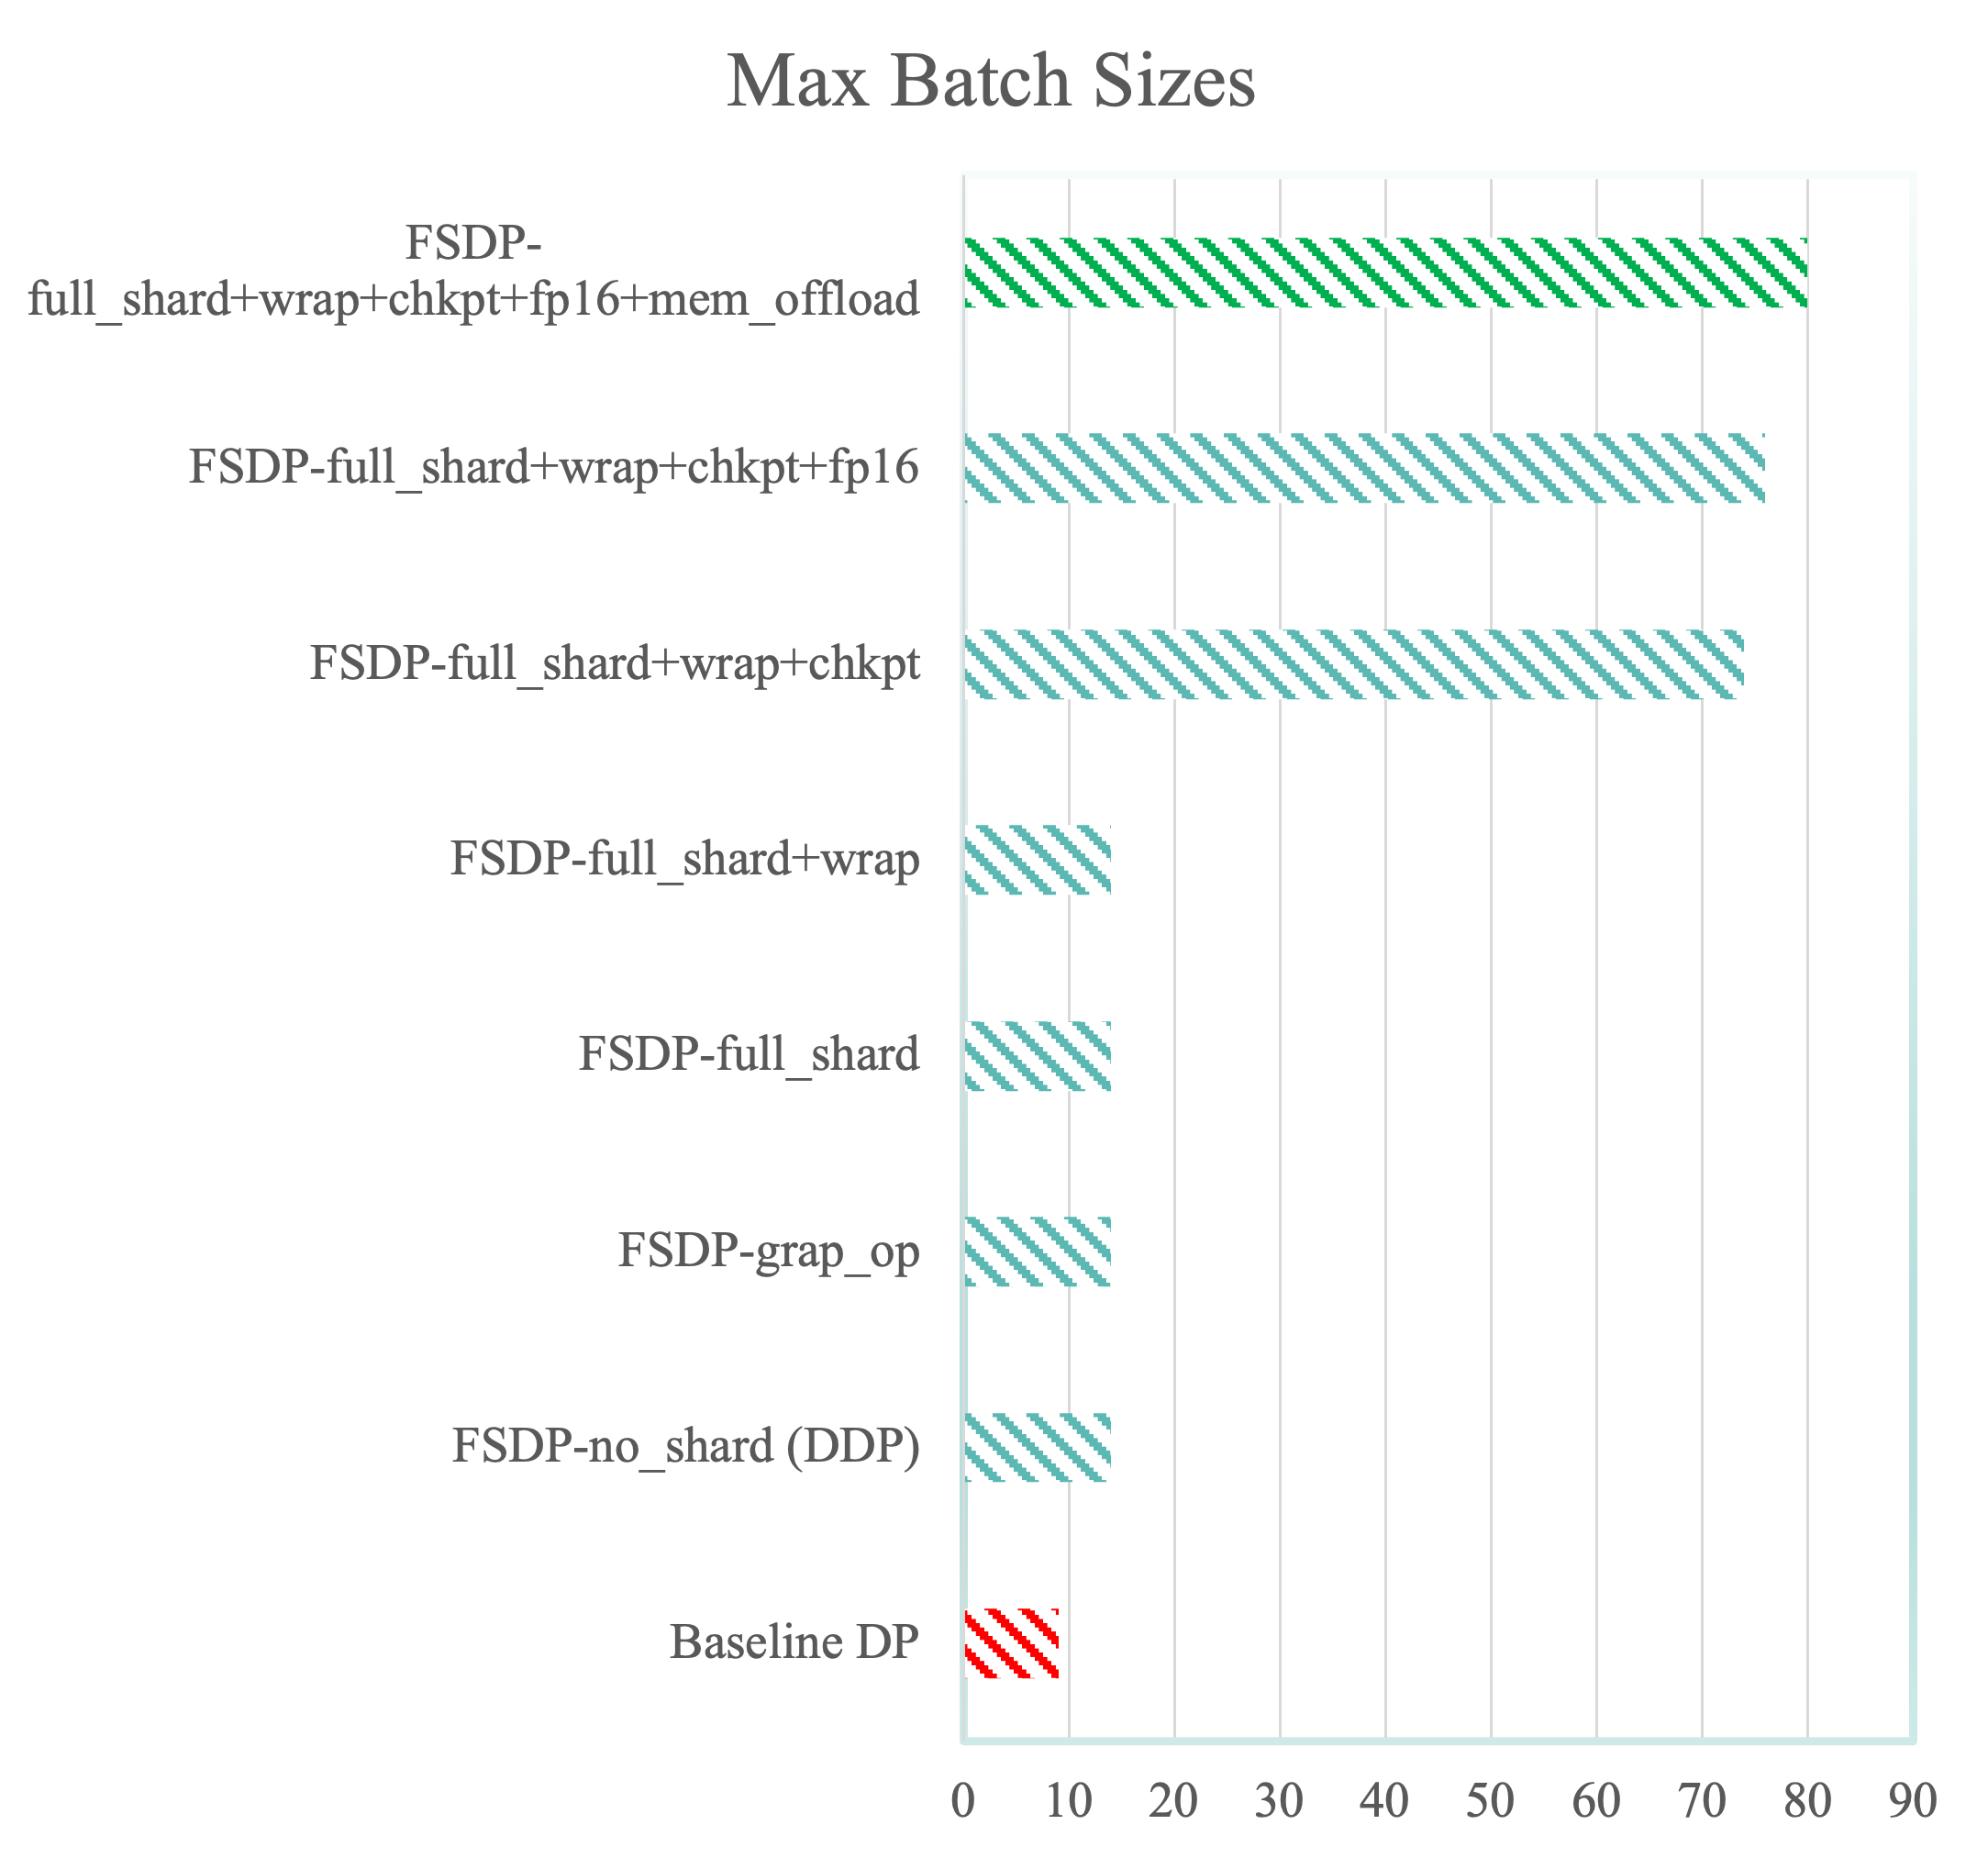 Max Batch Sizes
FSDP-
full_shard+wrap+chkpt+fp16+mem_offload
FSDP-full_shard+wrap+chkpt+fp16
FSDP-full_shard+wrap+chkpt
FSDP-full_shard+wrap
FSDP-full_shard
FSDP-grap_op
FSDP-no_shard (DDP)
Baseline DP
0 10 20 30 40 50 60 70 80 90